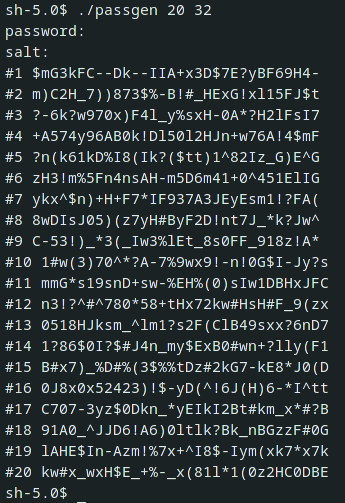 sh-5.0$ ./passgen 20 32
password:
salt:
#1 $mG3kFC--Dk--IIA+x3D$7E?yBF69H4-
#2 m)C2H_7))873$%-B!#_HExG!xl15FJ$t
#3 ?-6k?w970x)F4l_y%sxH-0A*?H2lFsI7
#4 +A574y96AB0k!Dl50l2HJn+w76A!4$mF
#5 ?n(k61kD%I8(Ik?($tt)1^82Iz_G)E^G
#6 zH3!m%5Fn4nsAH-m5D6m41+0^451ElIG
#7 ykx^$n)+H+F7*IF937A3JEyEsm1!?FA(
#8 8wDIsJ05)(z7yH#ByF2D!nt7J_*k?Jw^
#9 C-53!)_*3(_Iw3%lEt_8s0FF_918z!A*
#10 1#w(3)70^*?A-7%9wx9!-n!0G$I-Jy?s
#11 mmG*s19snD+sw-%EH%(0)sIw1DBHxJFC
#12 n3!?^#^780*58+tHx72kw#HsH#F_9(zx
#13 0518HJksm_^lm1?s2F(ClB49sxx?6nD7
#14 1?86$0I?$#J4n_my$ExB0#wn+?lly(F1
#15 B#x7)_%D#%(3$%%tDz#2kG7-kE8*J0(D
#16 0J8x0x52423)!$-yD(^!6J(H)6-*I^tt
#17 C707-3yz$0Dkn_*yEIkI2Bt#km_x*#?B
#18 91A0_^JJD6!A6)0ltlk?Bk_nBGzzF#0G
#19 lAHE$In-Azm!%7x+^I8$-Iym(xk7*x7k
#20 kw#x_wxH$E_+%-_x(81l*1(0z2HC0DBE
sh-5.0$ _